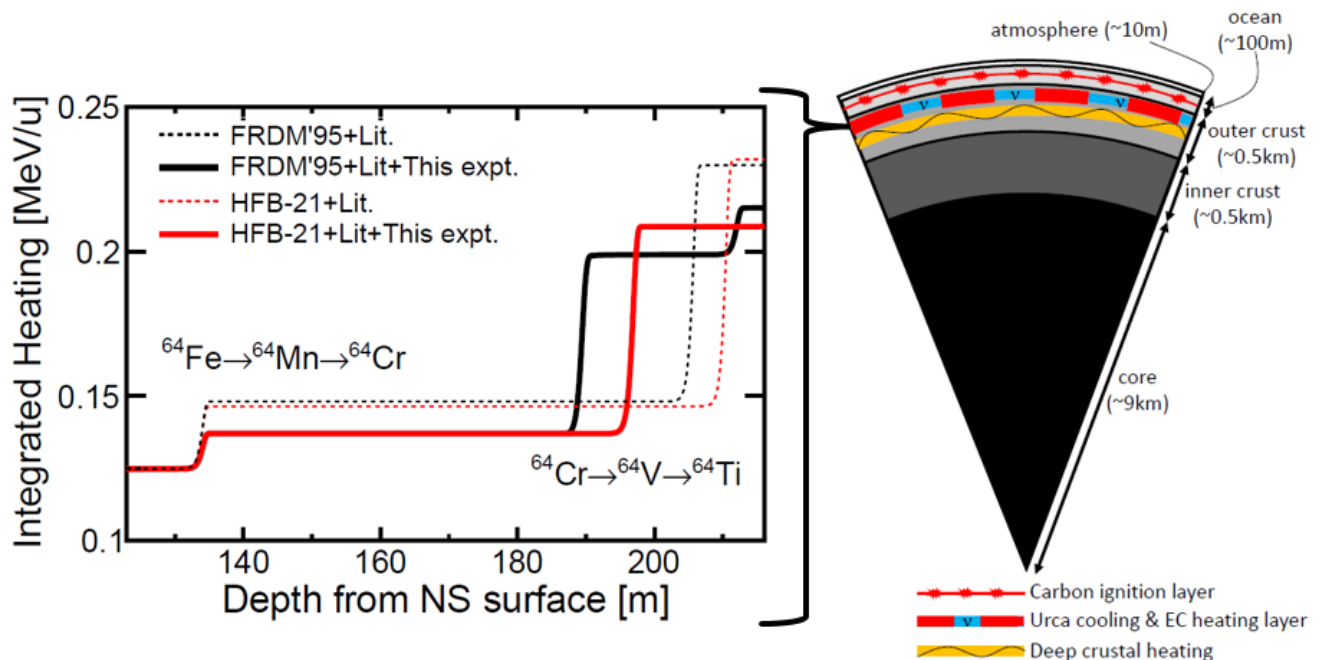 Integrated Heating [MeV/u]
0.25
0.2
0.15
0.1
FRDM'95+Lit.
FRDM'95+Lit+This expt.
HFB-21+Lit.
HFB-21+Lit+This expt.
⁶⁴Fe→⁶⁴Mn→⁶⁴Cr
⁶⁴Cr→⁶⁴V→⁶⁴Ti
140 160 180 200
Depth from NS surface [m]
atmosphere (~10m)
ocean
(~100m)
ν ν ν ν
outer crust
(~0.5km)
inner crust
(~0.5km)
core
(~9km)
Carbon ignition layer
ν Urca cooling & EC heating layer
Deep crustal heating